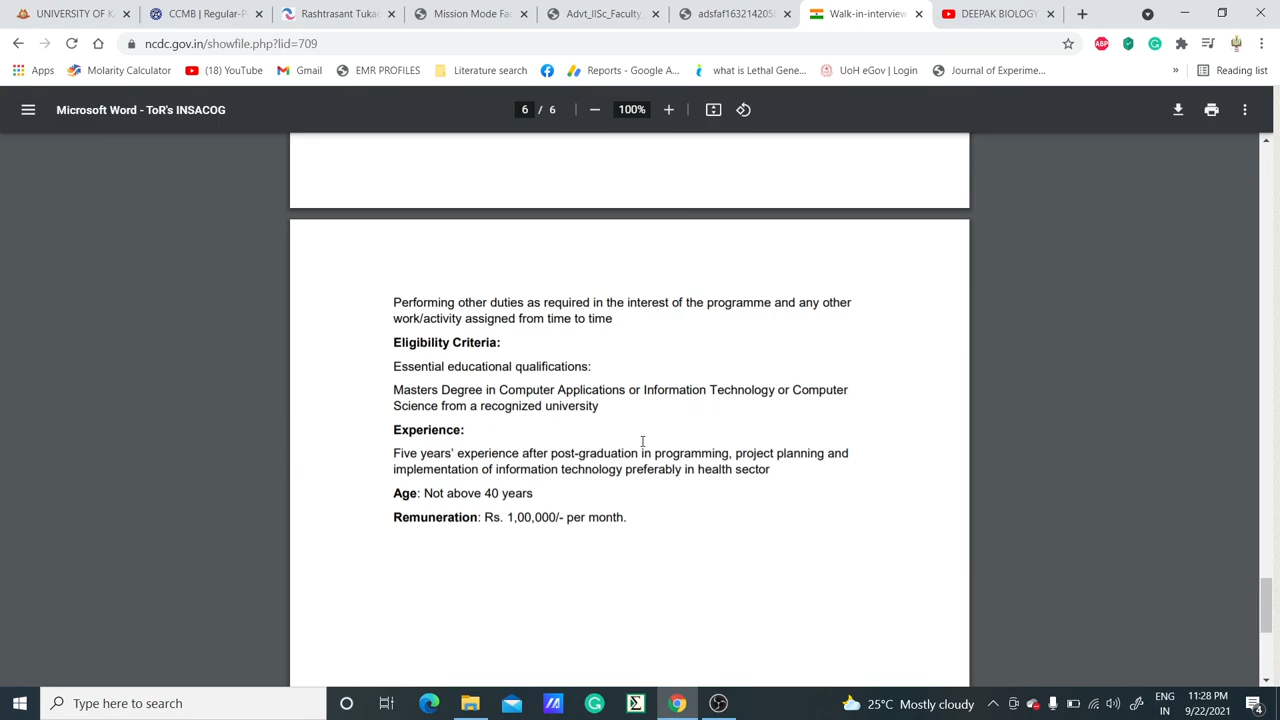 UNIVERSITY OF
CCMB | Regular-P
Rashtrasant Tuka
Mission Mode Fac
Advt_IISc_Faculty_
adsfaf163214205
Walk-in-interview
DEEPAK BIOLOGY
ncdc.gov.in/showfile.php?lid=709
Apps
Molarity Calculator
(18) YouTube
Gmail
EMR PROFILES
Literature search
Reports - Google A...
what is Lethal Gene...
UoH eGov | Login
Journal of Experime...
»
Reading list
Microsoft Word - ToR's INSACOG
6 / 6
100%
Performing other duties as required in the interest of the programme and any other
work/activity assigned from time to time
Eligibility Criteria:
Essential educational qualifications:
Masters Degree in Computer Applications or Information Technology or Computer
Science from a recognized university
Experience:
Five years' experience after post-graduation in programming, project planning and
implementation of information technology preferably in health sector
Age: Not above 40 years
Remuneration: Rs. 1,00,000/- per month.
Type here to search
25°C Mostly cloudy
ENG
IN
11:28 PM
9/22/2021
4